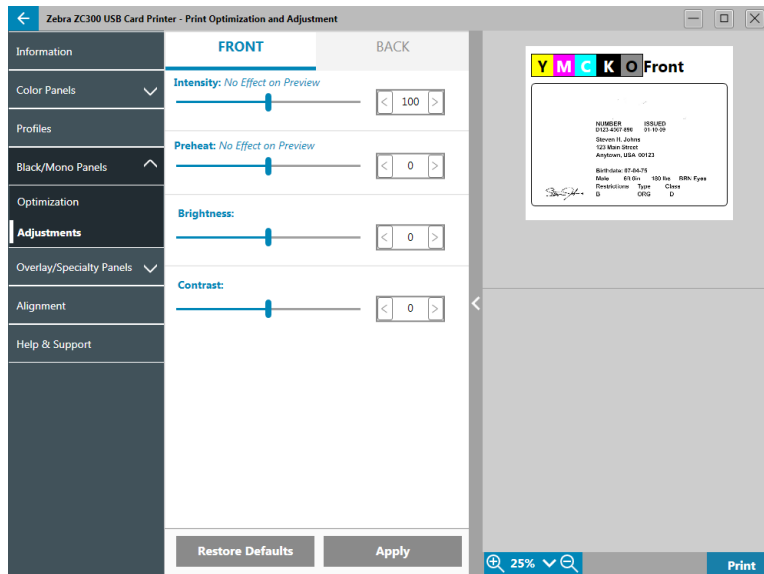 Zebra ZC300 USB Card Printer - Print Optimization and Adjustment
Information
Color Panels
Profiles
Black/Mono Panels
Optimization
Adjustments
Overlay/Specialty Panels
Alignment
Help & Support
FRONT
BACK
Intensity: No Effect on Preview
100
Preheat: No Effect on Preview
0
Brightness:
0
Contrast:
0
Restore Defaults
Apply
Y M C K O Front
NUMBER ISSUED
D123-4567-890 01-10-09
Steven H. Johns
123 Main Street
Anytown, USA 00123
Birthdate: 07-04-75
Male 6ft 0in 180 lbs BRN Eyes
Restrictions Type Class
B ORG D
25%
Print